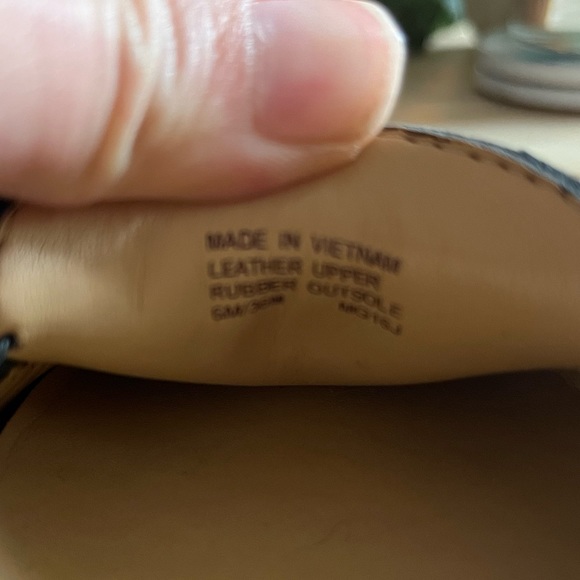 MADE IN VIETNAM
LEATHER UPPER
RUBBER OUTSOLE